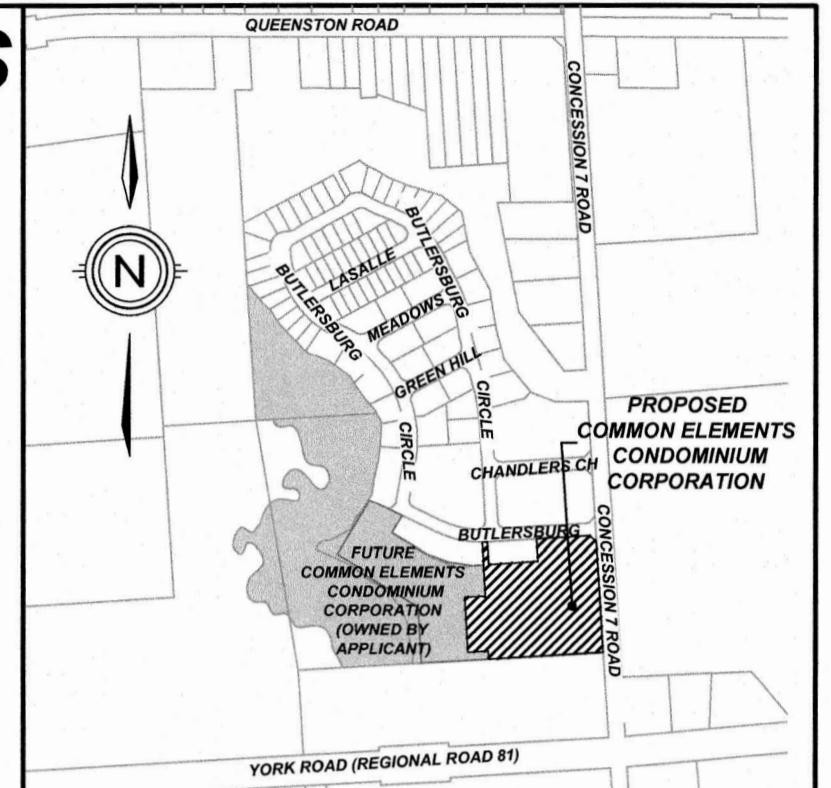 QUEENSTON ROAD
S
CONCESSION 7 ROAD
N
BUTLERSBURG
LASALLE
BUTLERSBURG
MEADOWS
GREEN HILL
CIRCLE
PROPOSED
COMMON ELEMENTS
CONDOMINIUM
CORPORATION
CIRCLE
CHANDLERS CH
BUTLERSBURG
CONCESSION 7 ROAD
FUTURE
COMMON ELEMENTS
CONDOMINIUM
CORPORATION
(OWNED BY
APPLICANT)
YORK ROAD (REGIONAL ROAD 81)